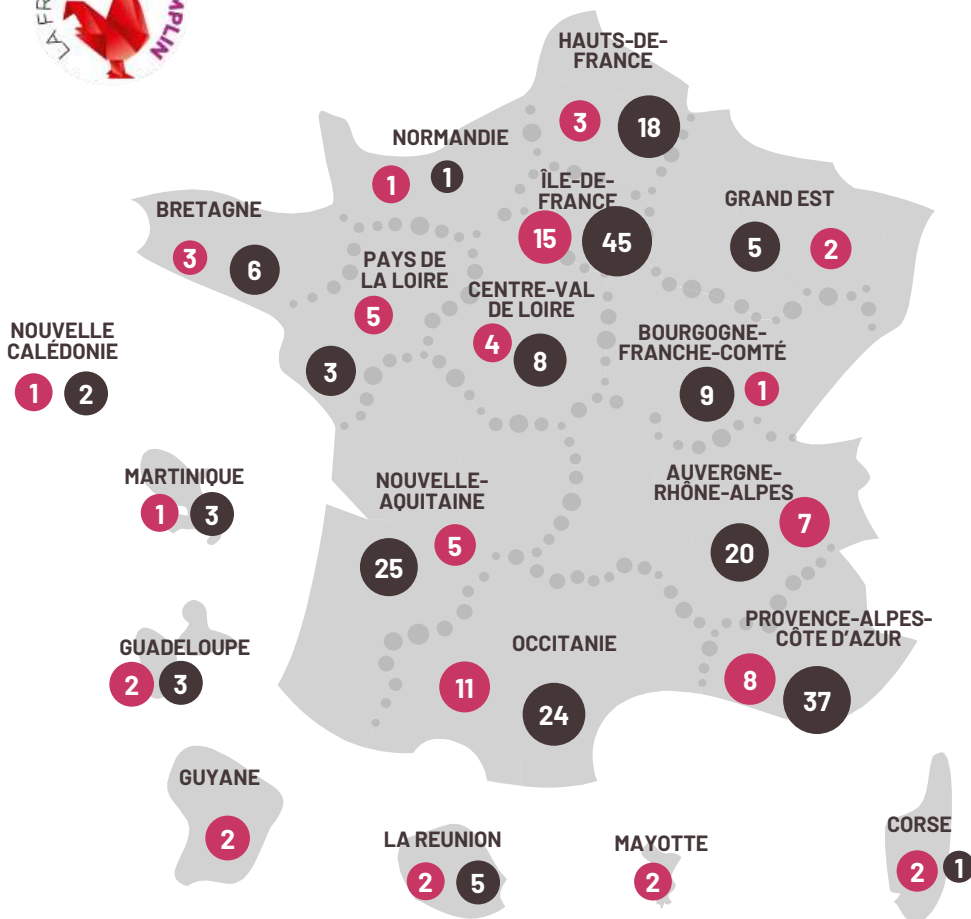 LA FR
MPLIN
HAUTS-DE-
FRANCE
3 18
NORMANDIE
1 1
ÎLE-DE-
FRANCE
15 45
GRAND EST
5 2
BRETAGNE
3 6
PAYS DE
LA LOIRE
5
3
CENTRE-VAL
DE LOIRE
4 8
BOURGOGNE-
FRANCHE-COMTÉ
9 1
NOUVELLE
CALÉDONIE
1 2
MARTINIQUE
1 3
NOUVELLE-
AQUITAINE
25 5
AUVERGNE-
RHÔNE-ALPES
7
20
GUADELOUPE
2 3
OCCITANIE
11 24
PROVENCE-ALPES-
CÔTE D'AZUR
8 37
GUYANE
2
LA REUNION
2 5
MAYOTTE
2
CORSE
2 1